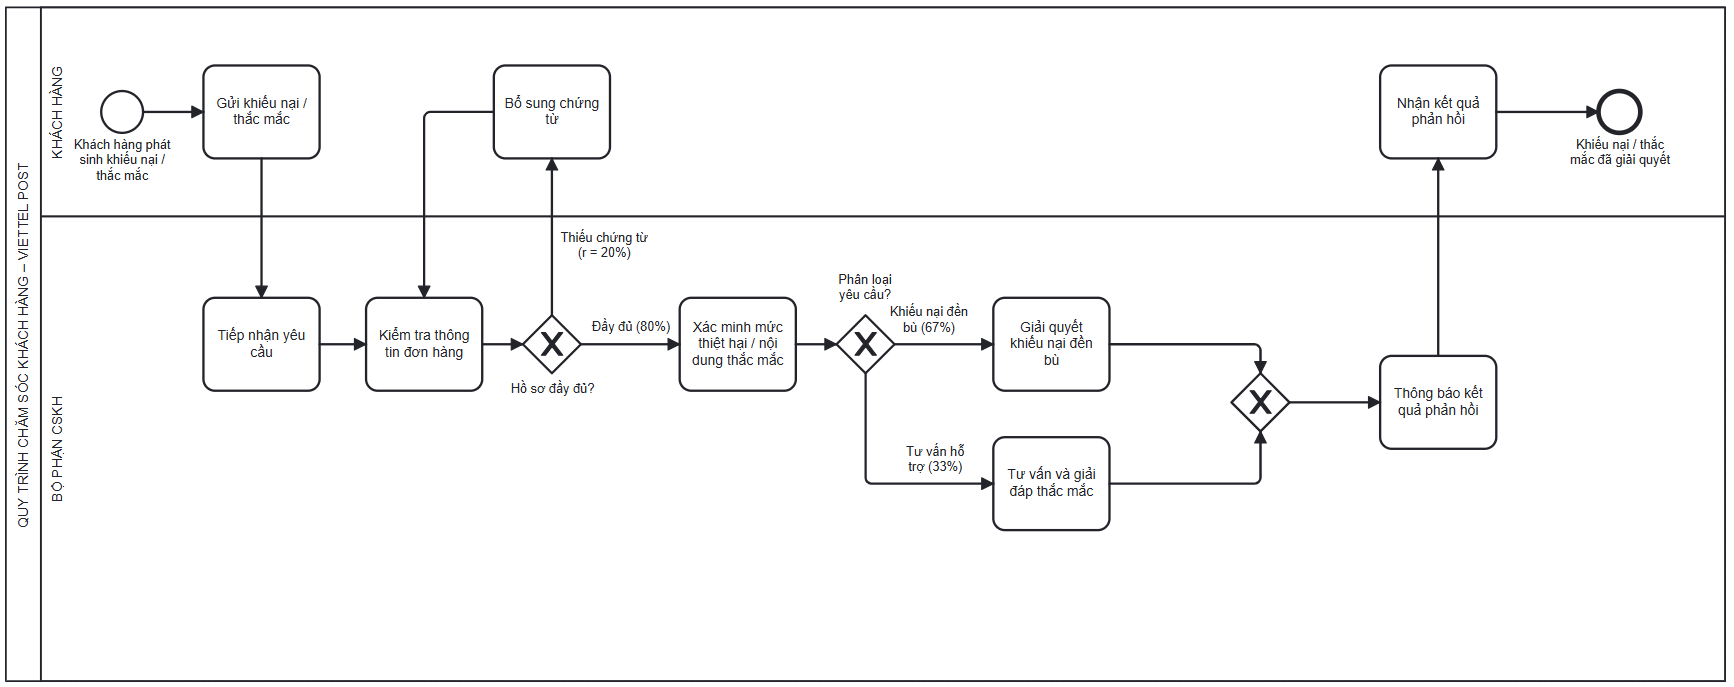 QUY TRÌNH CHĂM SÓC KHÁCH HÀNG – VIETTEL POST
KHÁCH HÀNG
Khách hàng phát
sinh khiếu nại /
thắc mắc
Gửi khiếu nại /
thắc mắc
Bổ sung chứng
từ
Nhận kết quả
phản hồi
Khiếu nại / thắc
mắc đã giải quyết
BỘ PHẬN CSKH
Tiếp nhận yêu
cầu
Kiểm tra thông
tin đơn hàng
Thiếu chứng từ
(r = 20%)
Hồ sơ đầy đủ?
Đầy đủ (80%)
Xác minh mức
thiệt hại / nội
dung thắc mắc
Phân loại
yêu cầu?
Khiếu nại đền
bù (67%)
Giải quyết
khiếu nại đền
bù
Tư vấn hỗ
trợ (33%)
Tư vấn và giải
đáp thắc mắc
Thông báo kết
quả phản hồi